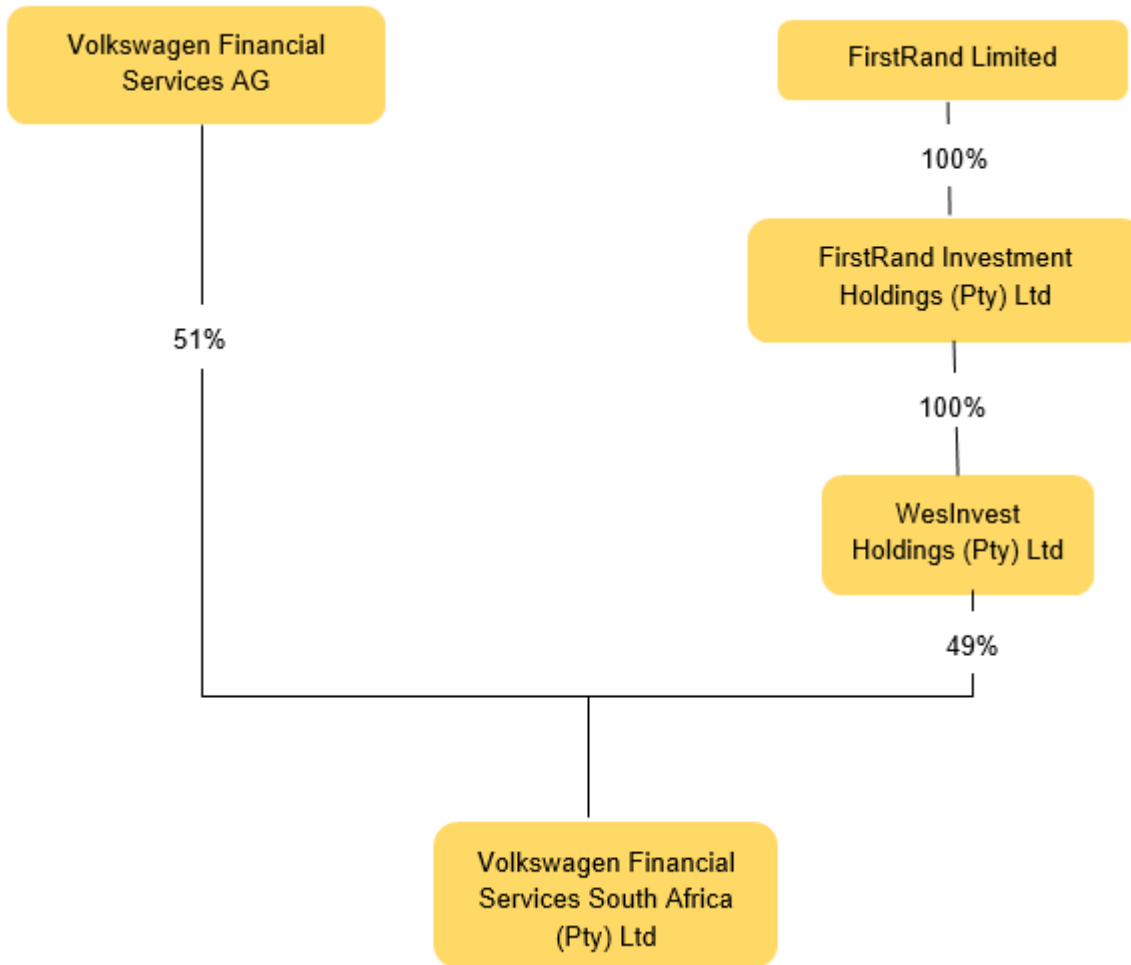 Volkswagen Financial
Services AG
FirstRand Limited
100%
FirstRand Investment
Holdings (Pty) Ltd
51%
100%
WesInvest
Holdings (Pty) Ltd
49%
Volkswagen Financial
Services South Africa
(Pty) Ltd